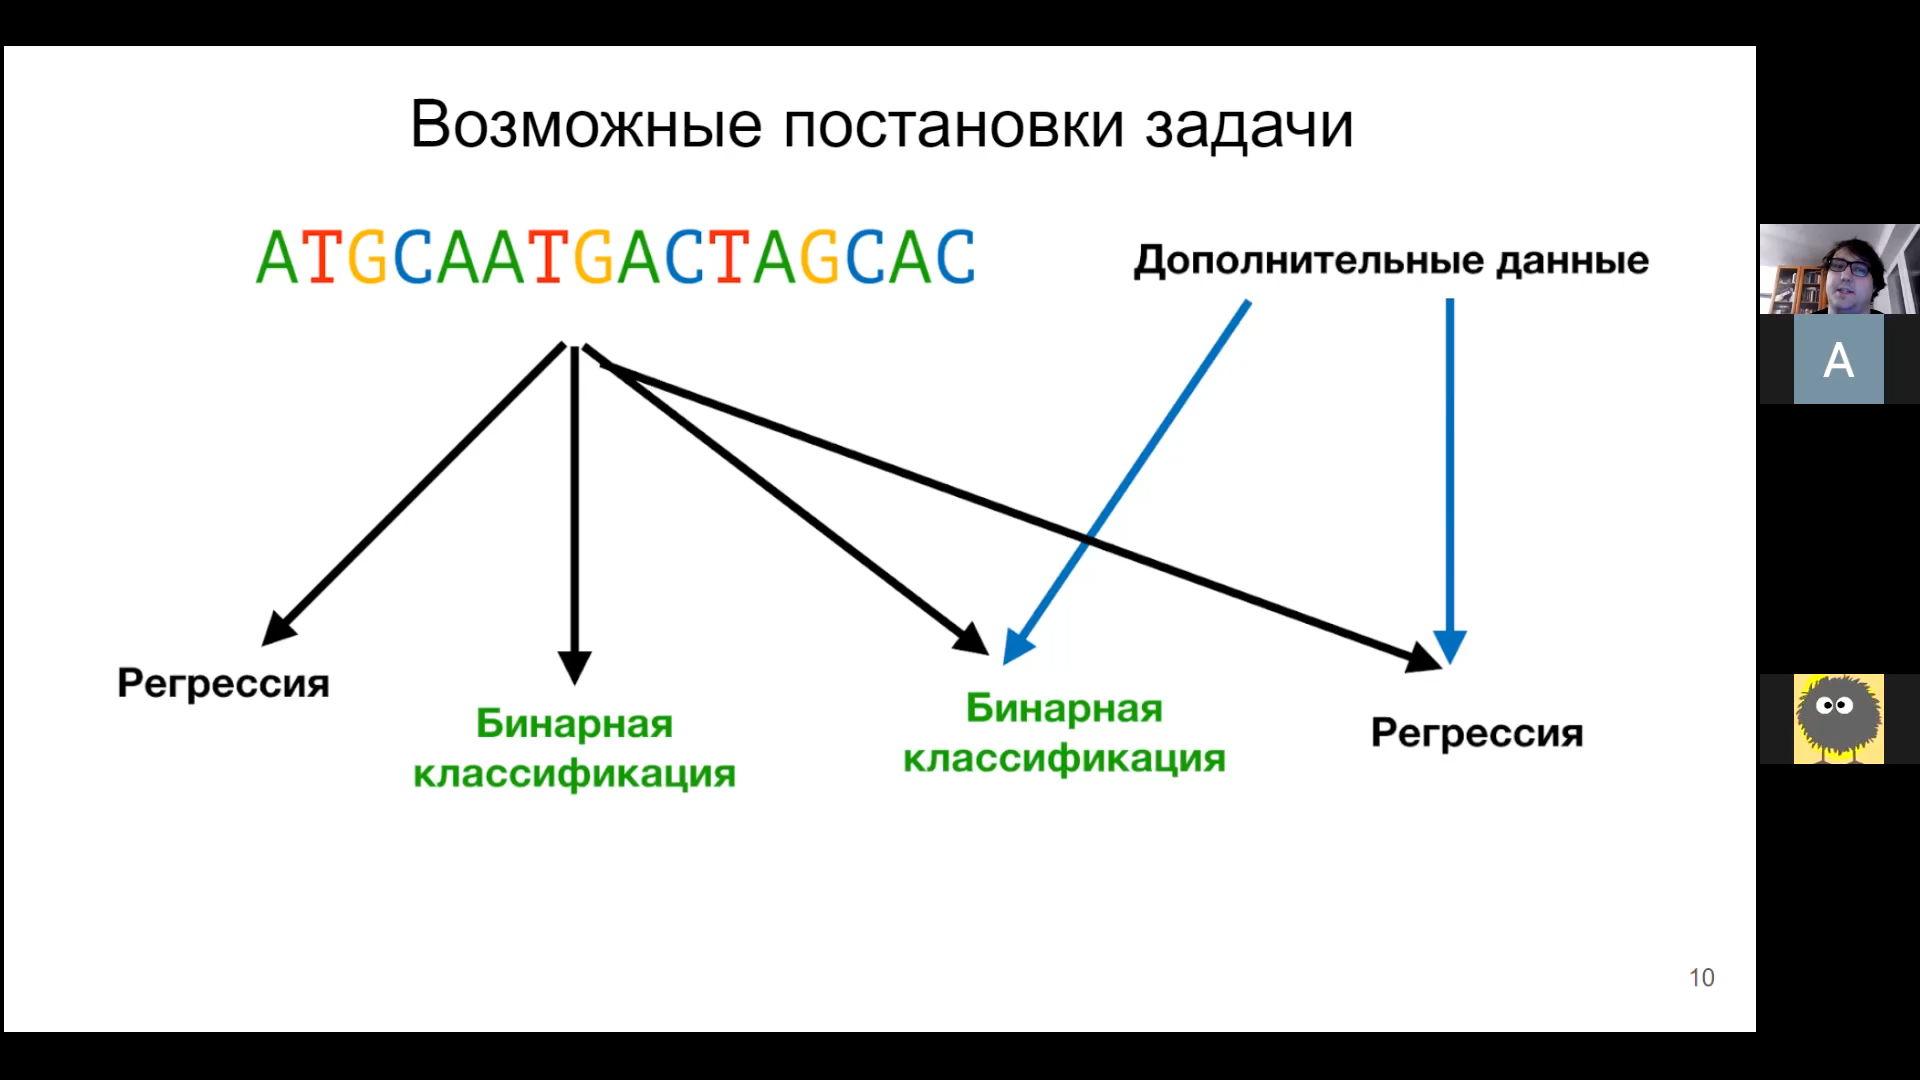 Возможные постановки задачи
ATGCAATGACTAGCAC
Дополнительные данные
Регрессия
Бинарная
классификация
Бинарная
классификация
Регрессия
10
A